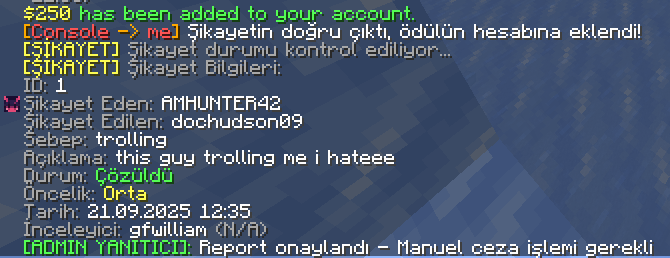 $250 has been added to your account.
[Console -> me] Şikayetin doğru çıktı, ödülün hesabına eklendi!
[ŞİKAYET] Şikayet durumu kontrol ediliyor...
[ŞİKAYET] Şikayet Bilgileri:
ID: 1
Şikayet Eden: AMHUNTER42
Şikayet Edilen: dochudson09
Sebep: trolling
Açıklama: this guy trolling me i hateee
Durum: Çözüldü
Öncelik: Orta
Tarih: 21.09.2025 12:35
İnceleyici: gfwilliam (N/A)
[ADMIN YANITICI]: Report onaylandı - Manuel ceza işlemi gerekli